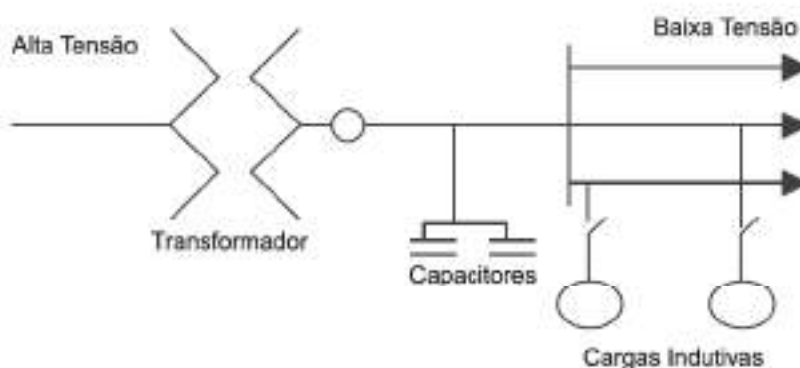 Alta Tensão
Baixa Tensão
Transformador
Capacitores
Cargas Indutivas